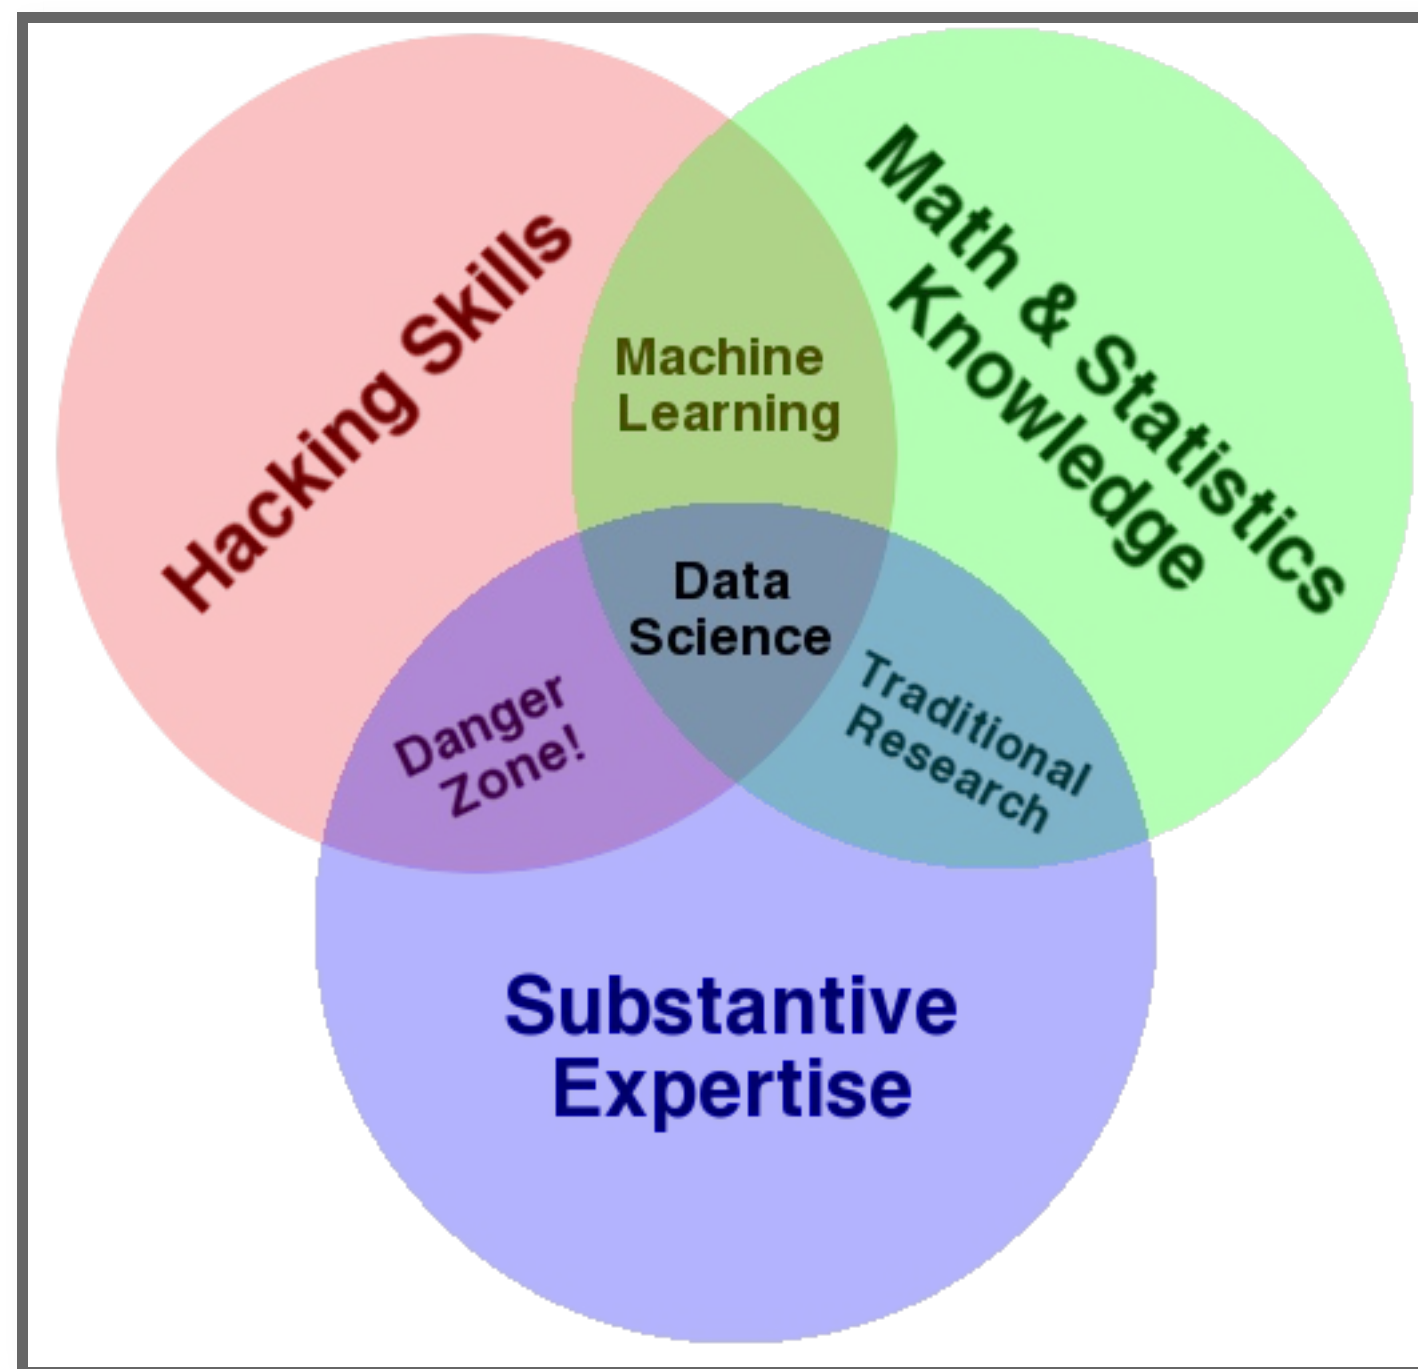 Hacking Skills
Math & Statistics
Knowledge
Machine
Learning
Data
Science
Danger
Zone!
Traditional
Research
Substantive
Expertise